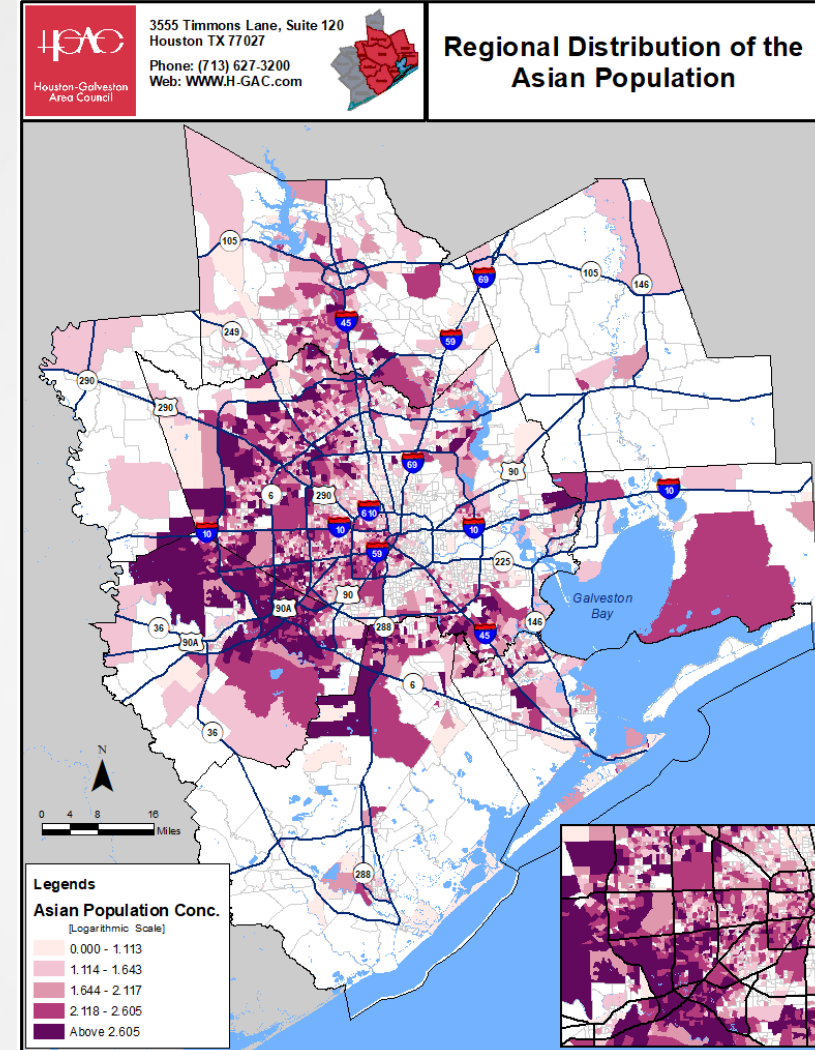 HGAC
Houston-Galveston
Area Council
3555 Timmons Lane, Suite 120
Houston TX 77027
Phone: (713) 627-3200
Web: WWW.H-GAC.com
Regional Distribution of the
Asian Population
105
69
105
146
45
249
59
290
290
69
90
6
290
10
610
10
10
10
59
225
90
90A
Galveston
Bay
36
288
146
45
90A
6
36
N
0 4 8 16
Miles
288
Legends
Asian Population Conc.
[Logarithmic Scale]
0.000 - 1.113
1.114 - 1.643
1.644 - 2.117
2.118 - 2.605
Above 2.605